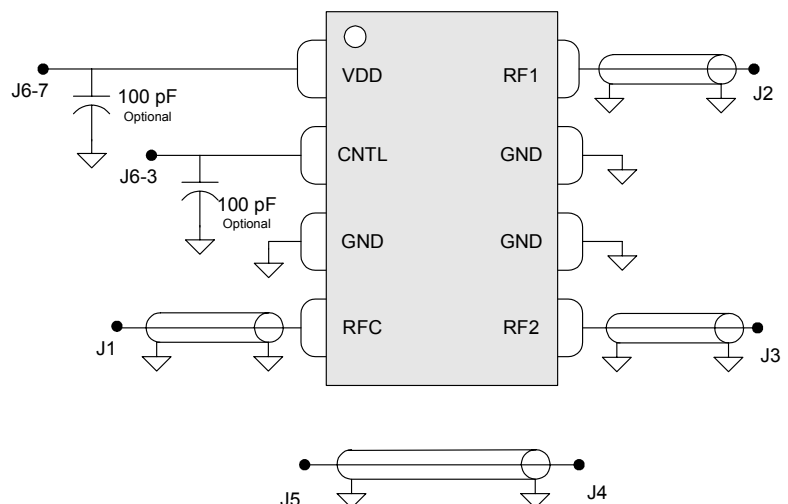 VDD
RF1
J6-7
100 pF
Optional
J2
CNTL
GND
J6-3
100 pF
Optional
GND
GND
J1
RFC
RF2
J3
J5
J4